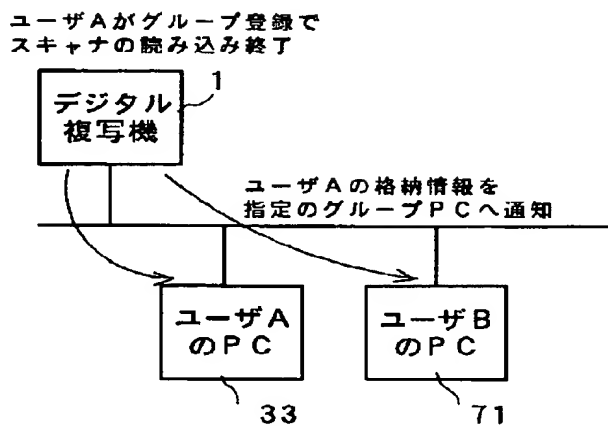 ユーザAがグループ登録で
スキャナの読み込み終了
1
デジタル
複写機
ユーザAの格納情報を
指定のグループPCへ通知
ユーザA
のPC
ユーザB
のPC
33
71